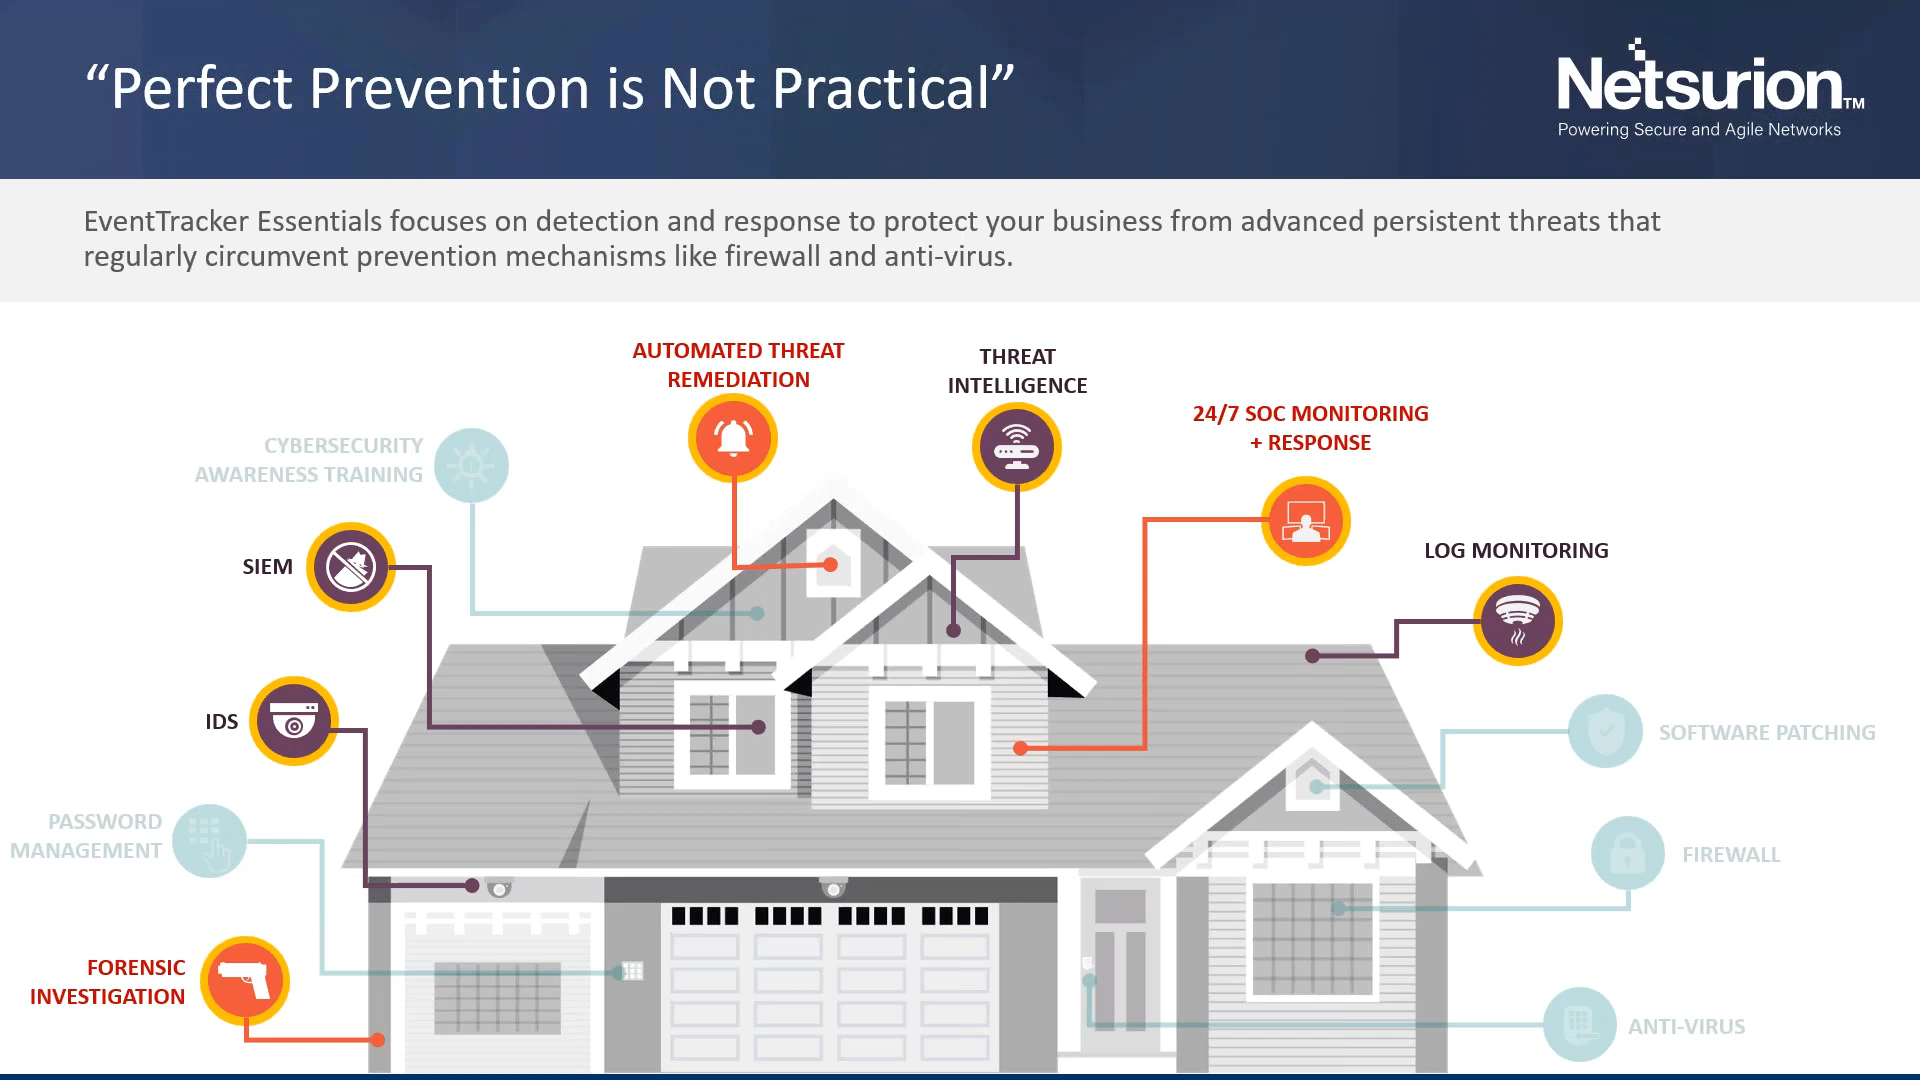 “Perfect Prevention is Not Practical”
Netsurion™
Powering Secure and Agile Networks
EventTracker Essentials focuses on detection and response to protect your business from advanced persistent threats that
regularly circumvent prevention mechanisms like firewall and anti-virus.
AUTOMATED THREAT
REMEDIATION
THREAT
INTELLIGENCE
24/7 SOC MONITORING
+ RESPONSE
CYBERSECURITY
AWARENESS TRAINING
SIEM
LOG MONITORING
IDS
SOFTWARE PATCHING
PASSWORD
MANAGEMENT
FIREWALL
FORENSIC
INVESTIGATION
ANTI-VIRUS